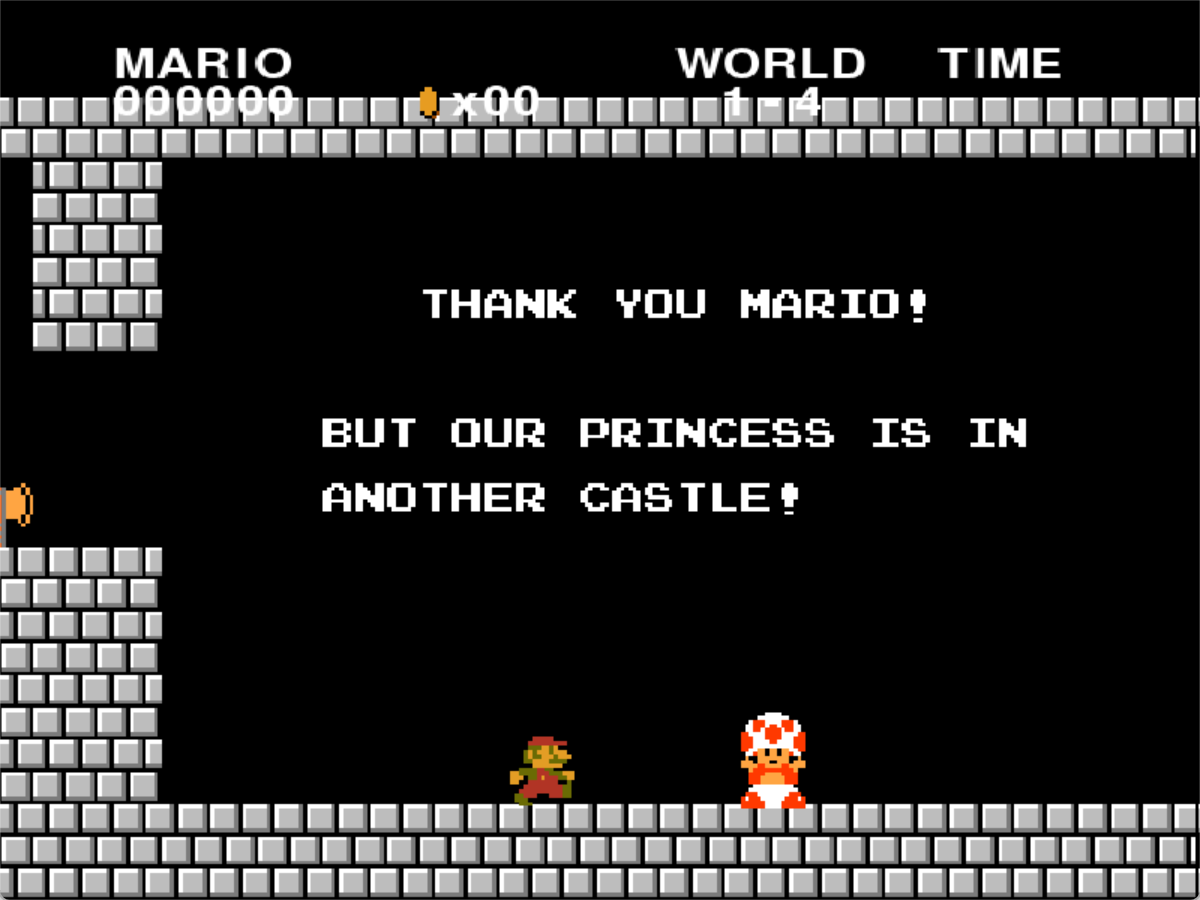 MARIO WORLD TIME
000000 x00 1-4
THANK YOU MARIO!
BUT OUR PRINCESS IS IN
ANOTHER CASTLE!